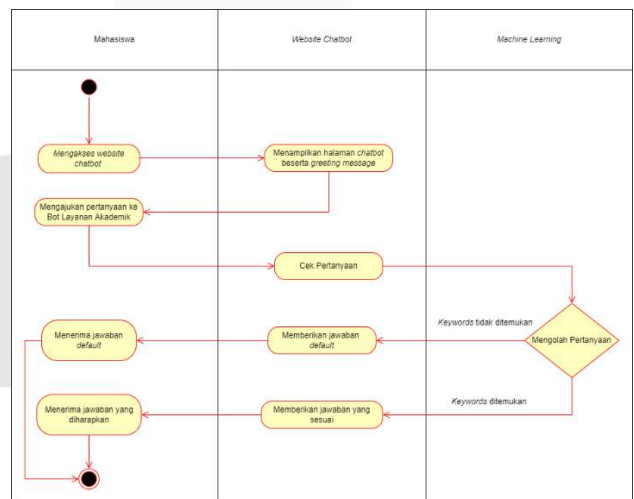 Mahasiswa
Website Chatbot
Machine Learning
Mengakses website
chatbot
Menampilkan halaman chatbot
beserta greeting message
Mengajukan pertanyaan ke
Bot Layanan Akademik
Cek Pertanyaan
Keywords tidak ditemukan
Mengolah Pertanyaan
Memberikan jawaban
default
Menerima jawaban
default
Keywords ditemukan
Memberikan jawaban yang
sesuai
Menerima jawaban yang
diharapkan